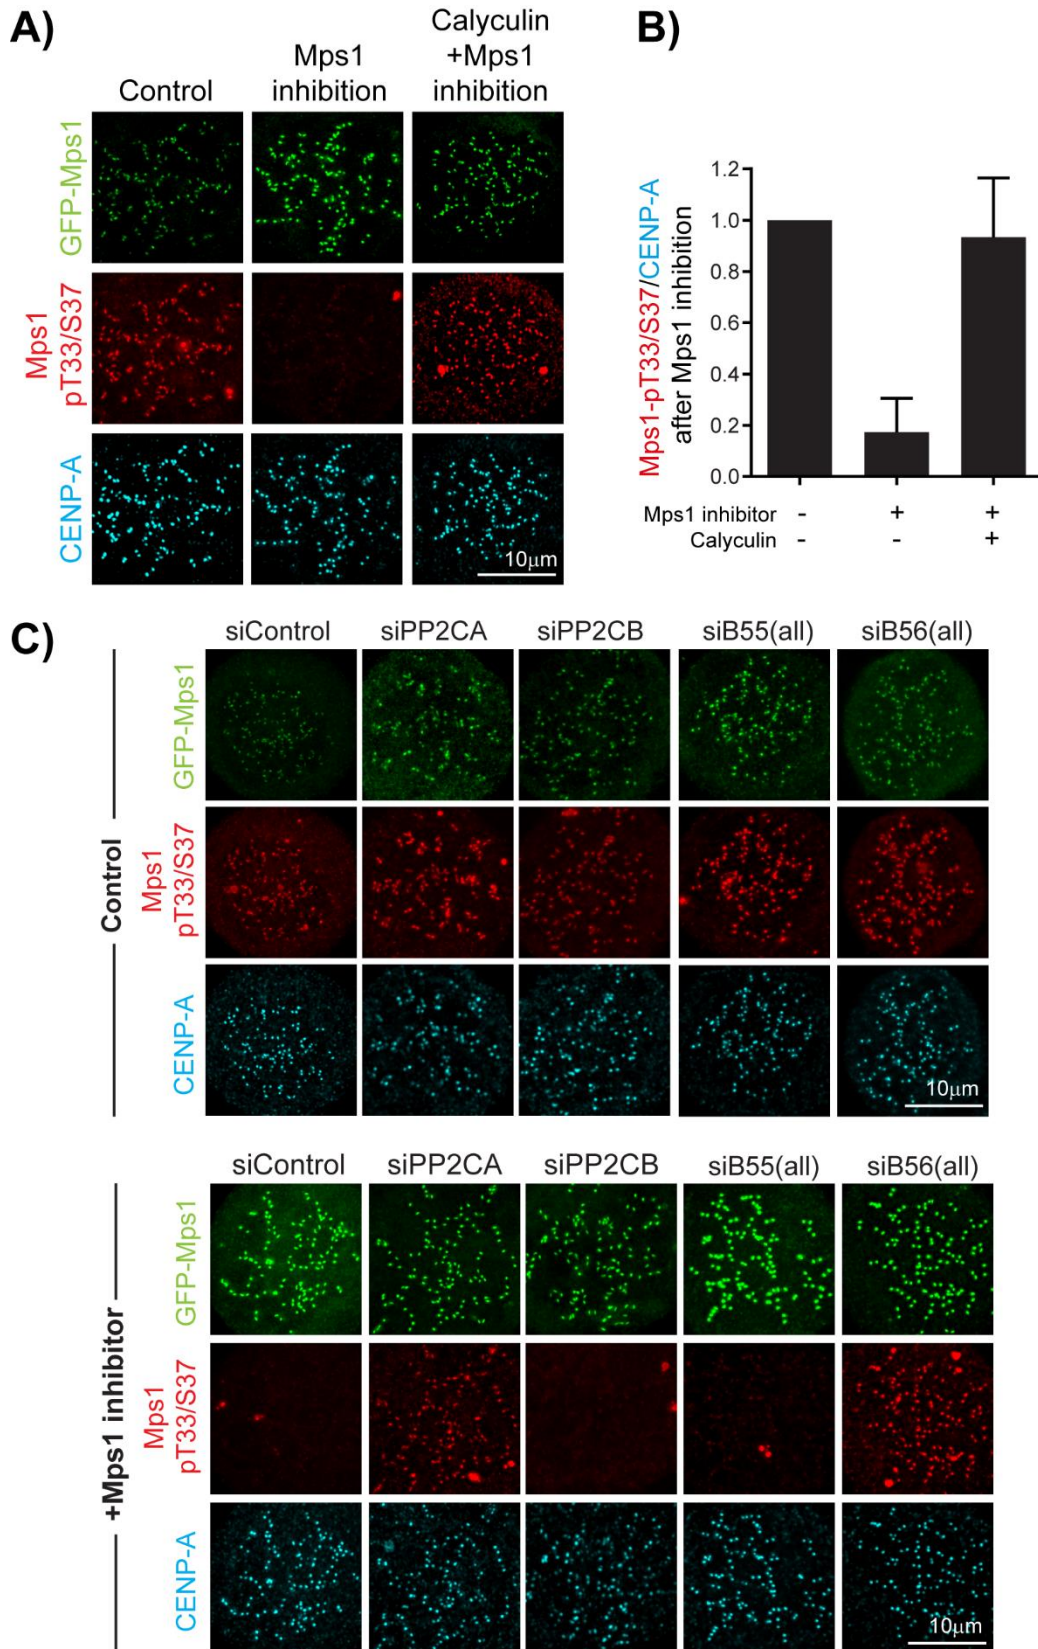 A)
Control
Mps1
inhibition
Calyculin
+Mps1
inhibition
GFP-Mps1
Mps1
pT33/S37
CENP-A
10μm
B)
Mps1-pT33/S37/CENP-A
after Mps1 inhibition
1.2
1.0
0.8
0.6
0.4
0.2
0.0
Mps1 inhibitor - + +
Calyculin - - +
C)
siControl siPP2CA siPP2CB siB55(all) siB56(all)
Control
GFP-Mps1
Mps1
pT33/S37
CENP-A
10μm
siControl siPP2CA siPP2CB siB55(all) siB56(all)
+Mps1 inhibitor
GFP-Mps1
Mps1
pT33/S37
CENP-A
10μm